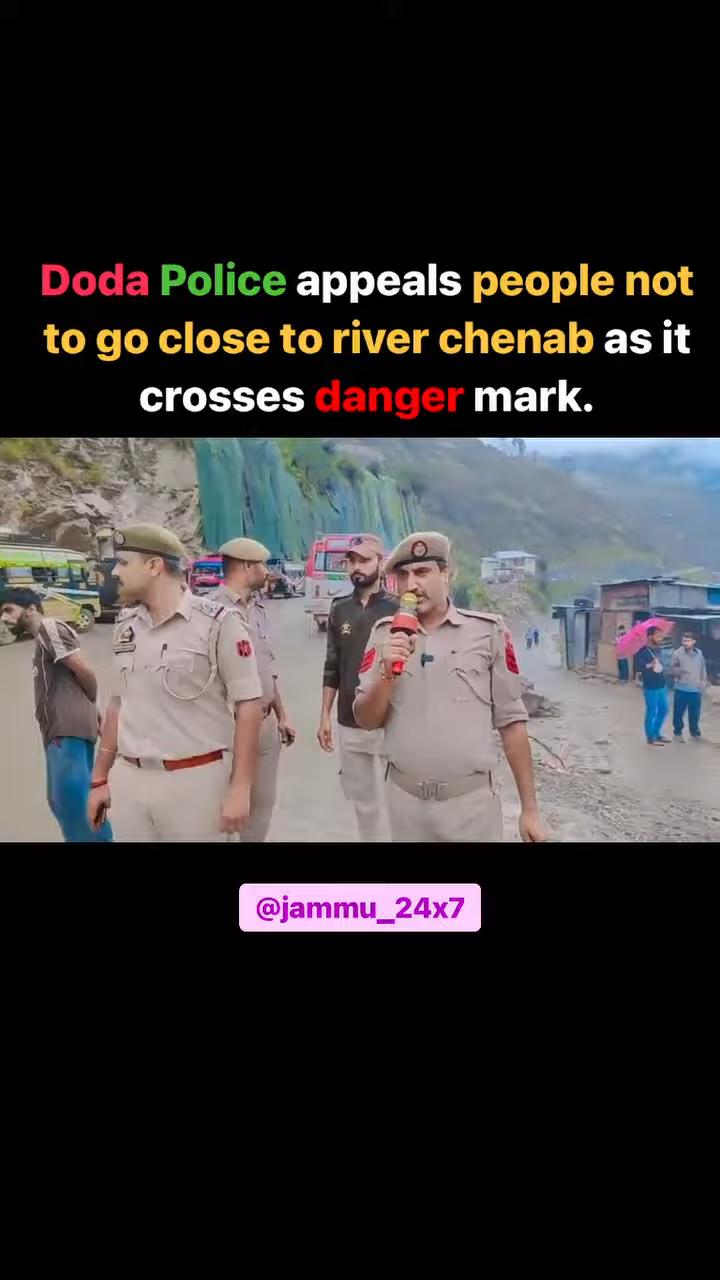 Doda Police appeals people not
to go close to river chenab as it
crosses danger mark.
@jammu_24x7